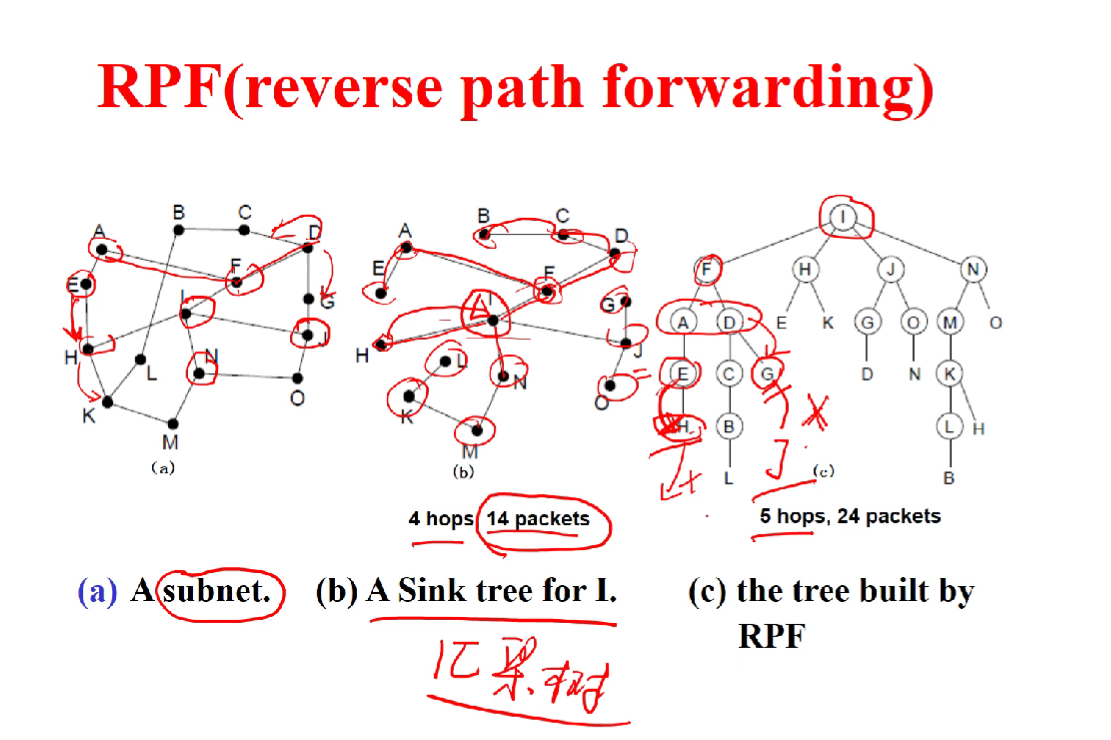 RPF(reverse path forwarding)
B C
A D
F
E I G
H J
L N
K O
M
(a)
B C
A D
E F
I G
H J
L N
K O
M
(b)
I
F H J N
A D E K G O M O
E C G D N K
H B L H
L B
(c)
4 hops 14 packets
5 hops, 24 packets
(a) A subnet.
(b) A Sink tree for I.
(c) the tree built by
RPF
汇聚树